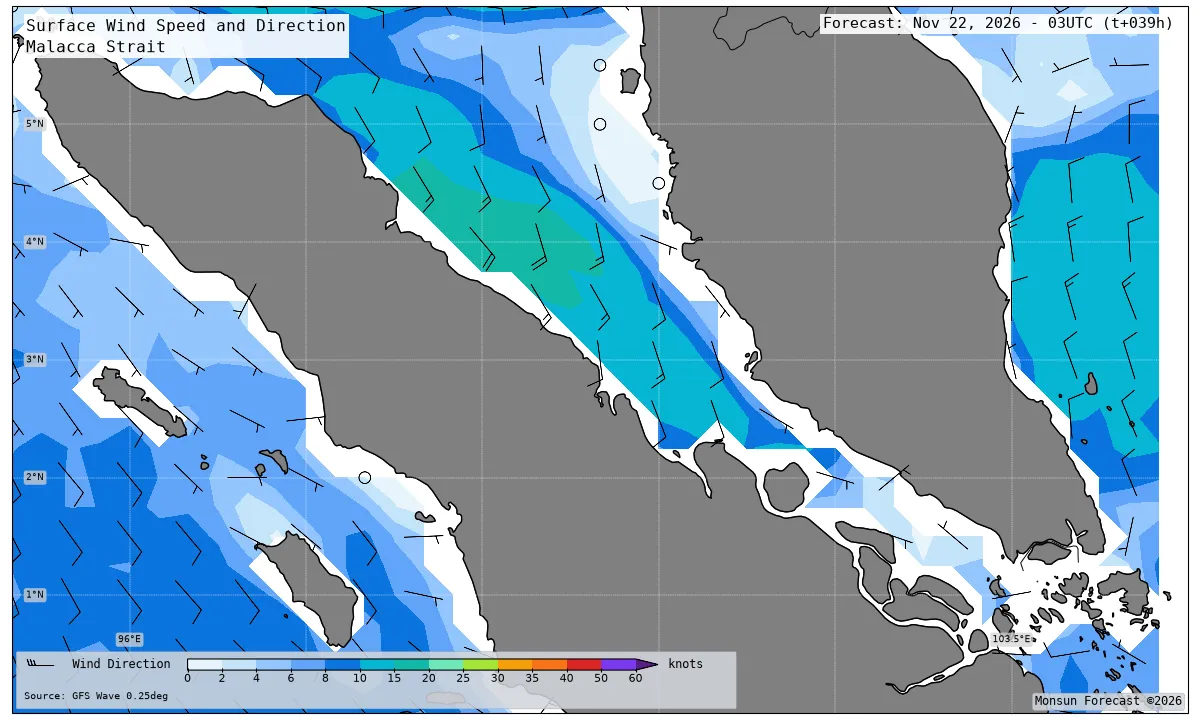 Surface Wind Speed and Direction
Malacca Strait
Forecast: Nov 22, 2026 - 03UTC (t+039h)
5°N
4°N
3°N
2°N
1°N
96°E
103.5°E
Wind Direction
0 2 4 6 8 10 15 20 25 30 35 40 50 60
knots
Source: GFS Wave 0.25deg
Monsun Forecast ©2026